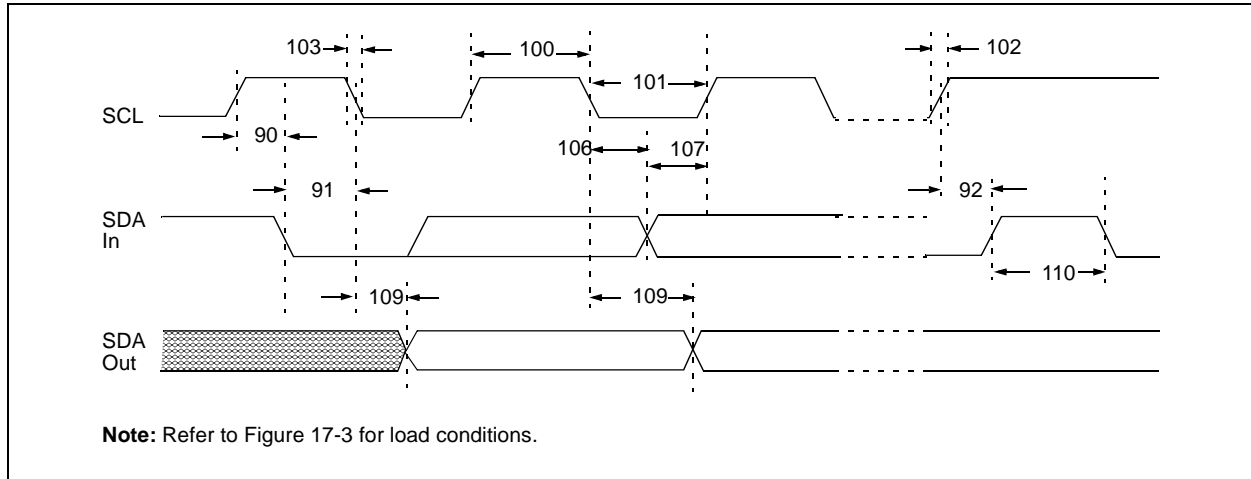 103
100
101
102
SCL
90
106
107
91
92
SDA
In
110
109
109
SDA
Out
Note: Refer to Figure 17-3 for load conditions.